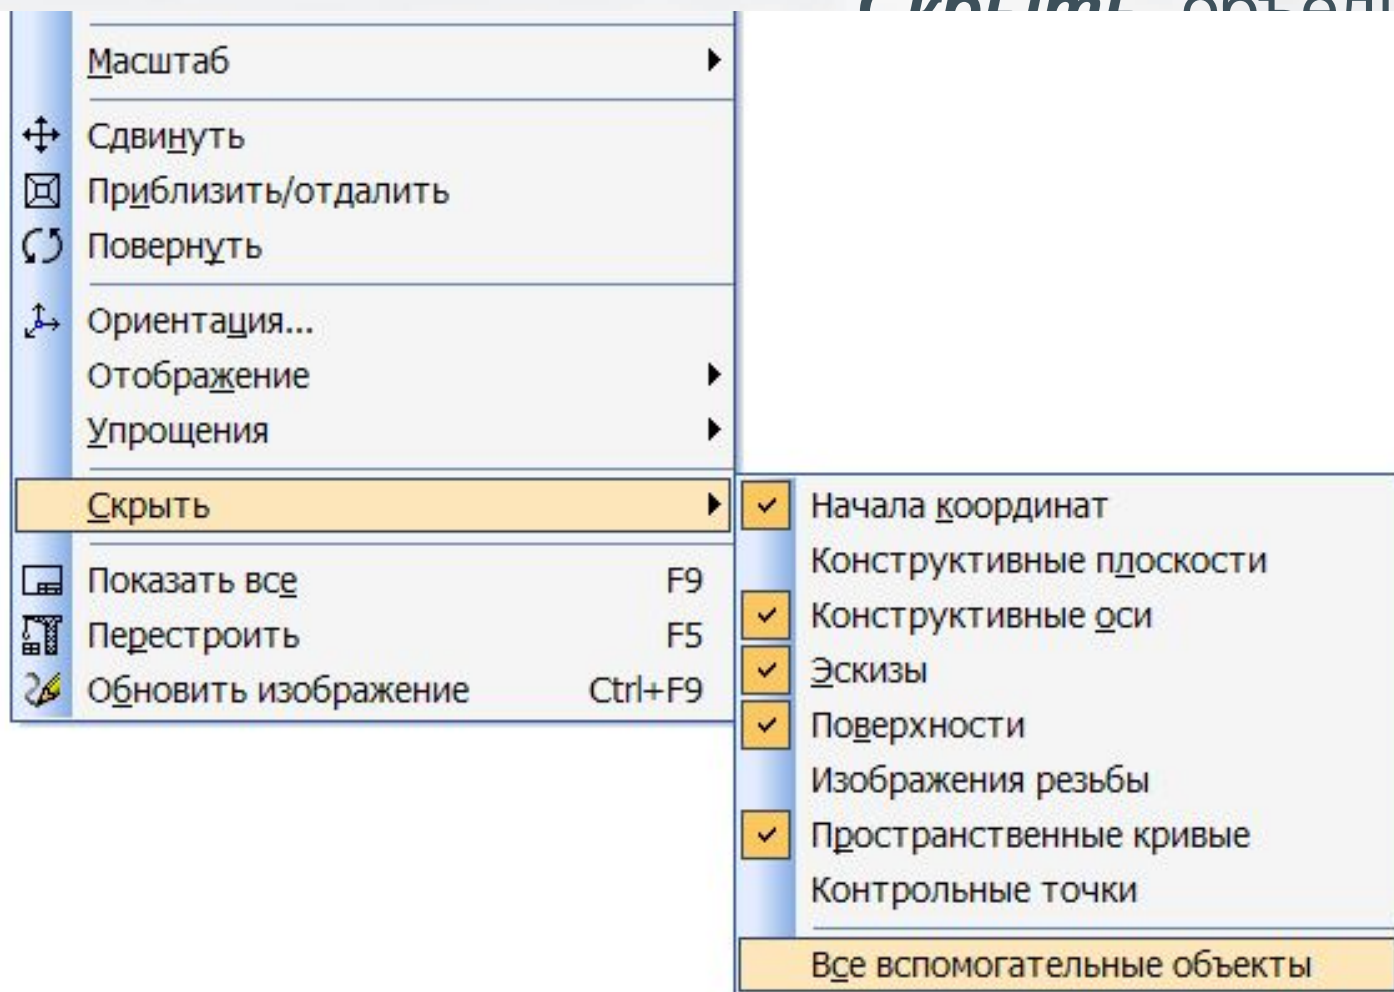 Скрыть
Масштаб
Сдвинуть
Приблизить/отдалить
Повернуть
Ориентация...
Отображение
Упрощения
Скрыть
Показать все F9
Перестроить F5
Обновить изображение Ctrl+F9
Начала координат
Конструктивные плоскости
Конструктивные оси
Эскизы
Поверхности
Изображения резьбы
Пространственные кривые
Контрольные точки
Все вспомогательные объекты